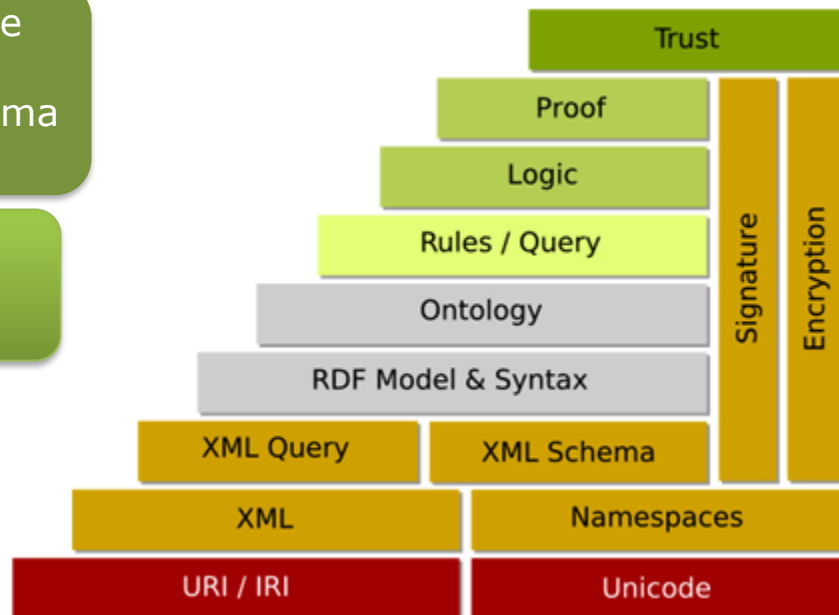 e
ma
Trust
Proof
Logic
Rules / Query
Ontology
RDF Model & Syntax
XML Query
XML Schema
Signature
Encryption
XML
Namespaces
URI / IRI
Unicode